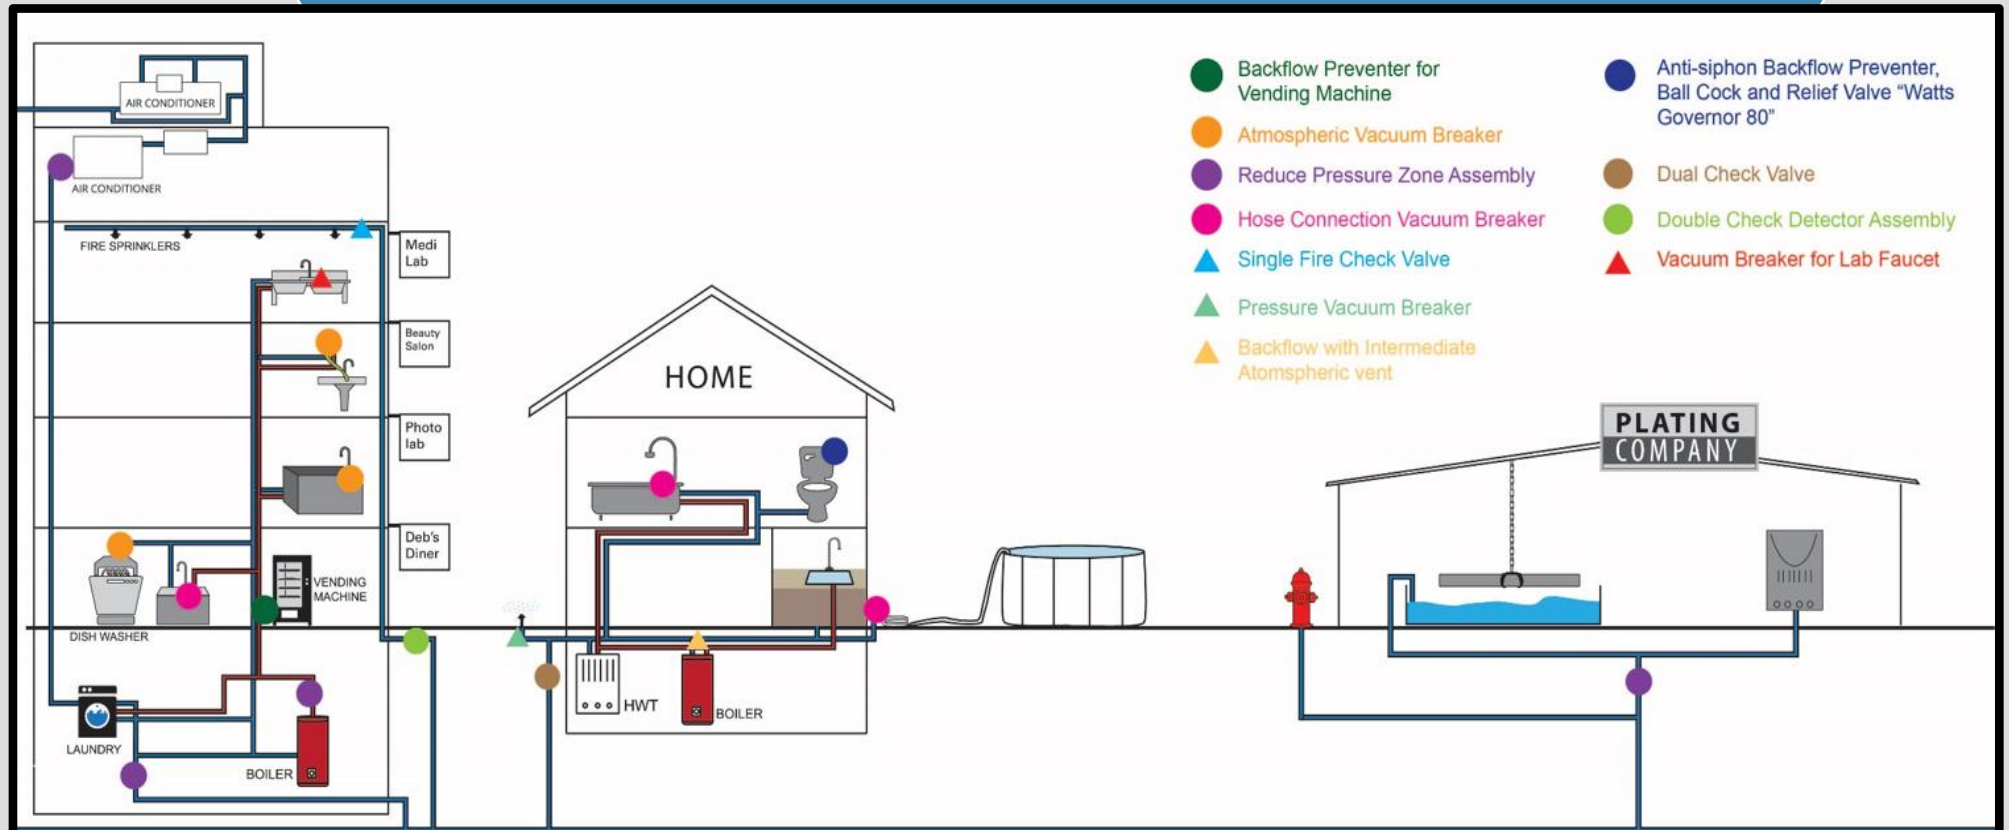 AIR CONDITIONER
AIR CONDITIONER
FIRE SPRINKLERS
Medi
Lab
Beauty
Salon
Photo
lab
Deb's
Diner
VENDING
MACHINE
DISH WASHER
LAUNDRY
BOILER
HOME
HWT
BOILER
Backflow Preventer for
Vending Machine
Atmospheric Vacuum Breaker
Reduce Pressure Zone Assembly
Hose Connection Vacuum Breaker
Single Fire Check Valve
Pressure Vacuum Breaker
Backflow with Intermediate
Atomspheric vent
Anti-siphon Backflow Preventer,
Ball Cock and Relief Valve “Watts
Governor 80”
Dual Check Valve
Double Check Detector Assembly
Vacuum Breaker for Lab Faucet
PLATING
COMPANY